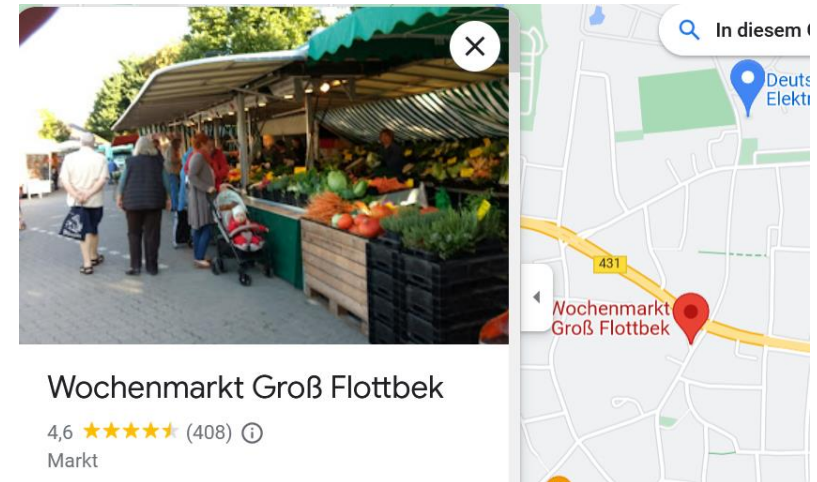 In diesem
Deuts
Elektr
431
Wochenmarkt
Groß Flottbek
Wochenmarkt Groß Flottbek
4,6 (408)
Markt